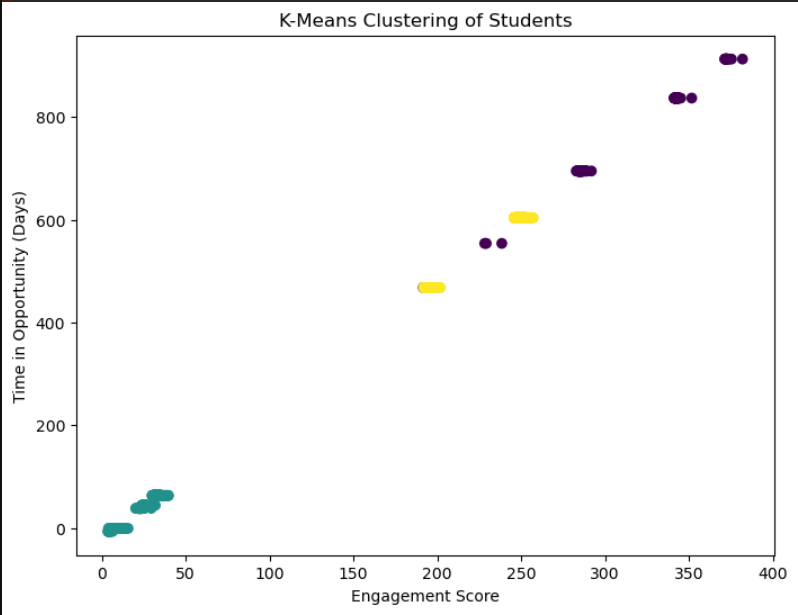 K-Means Clustering of Students
Time in Opportunity (Days)
800
600
400
200
0
0 50 100 150 200 250 300 350 400
Engagement Score